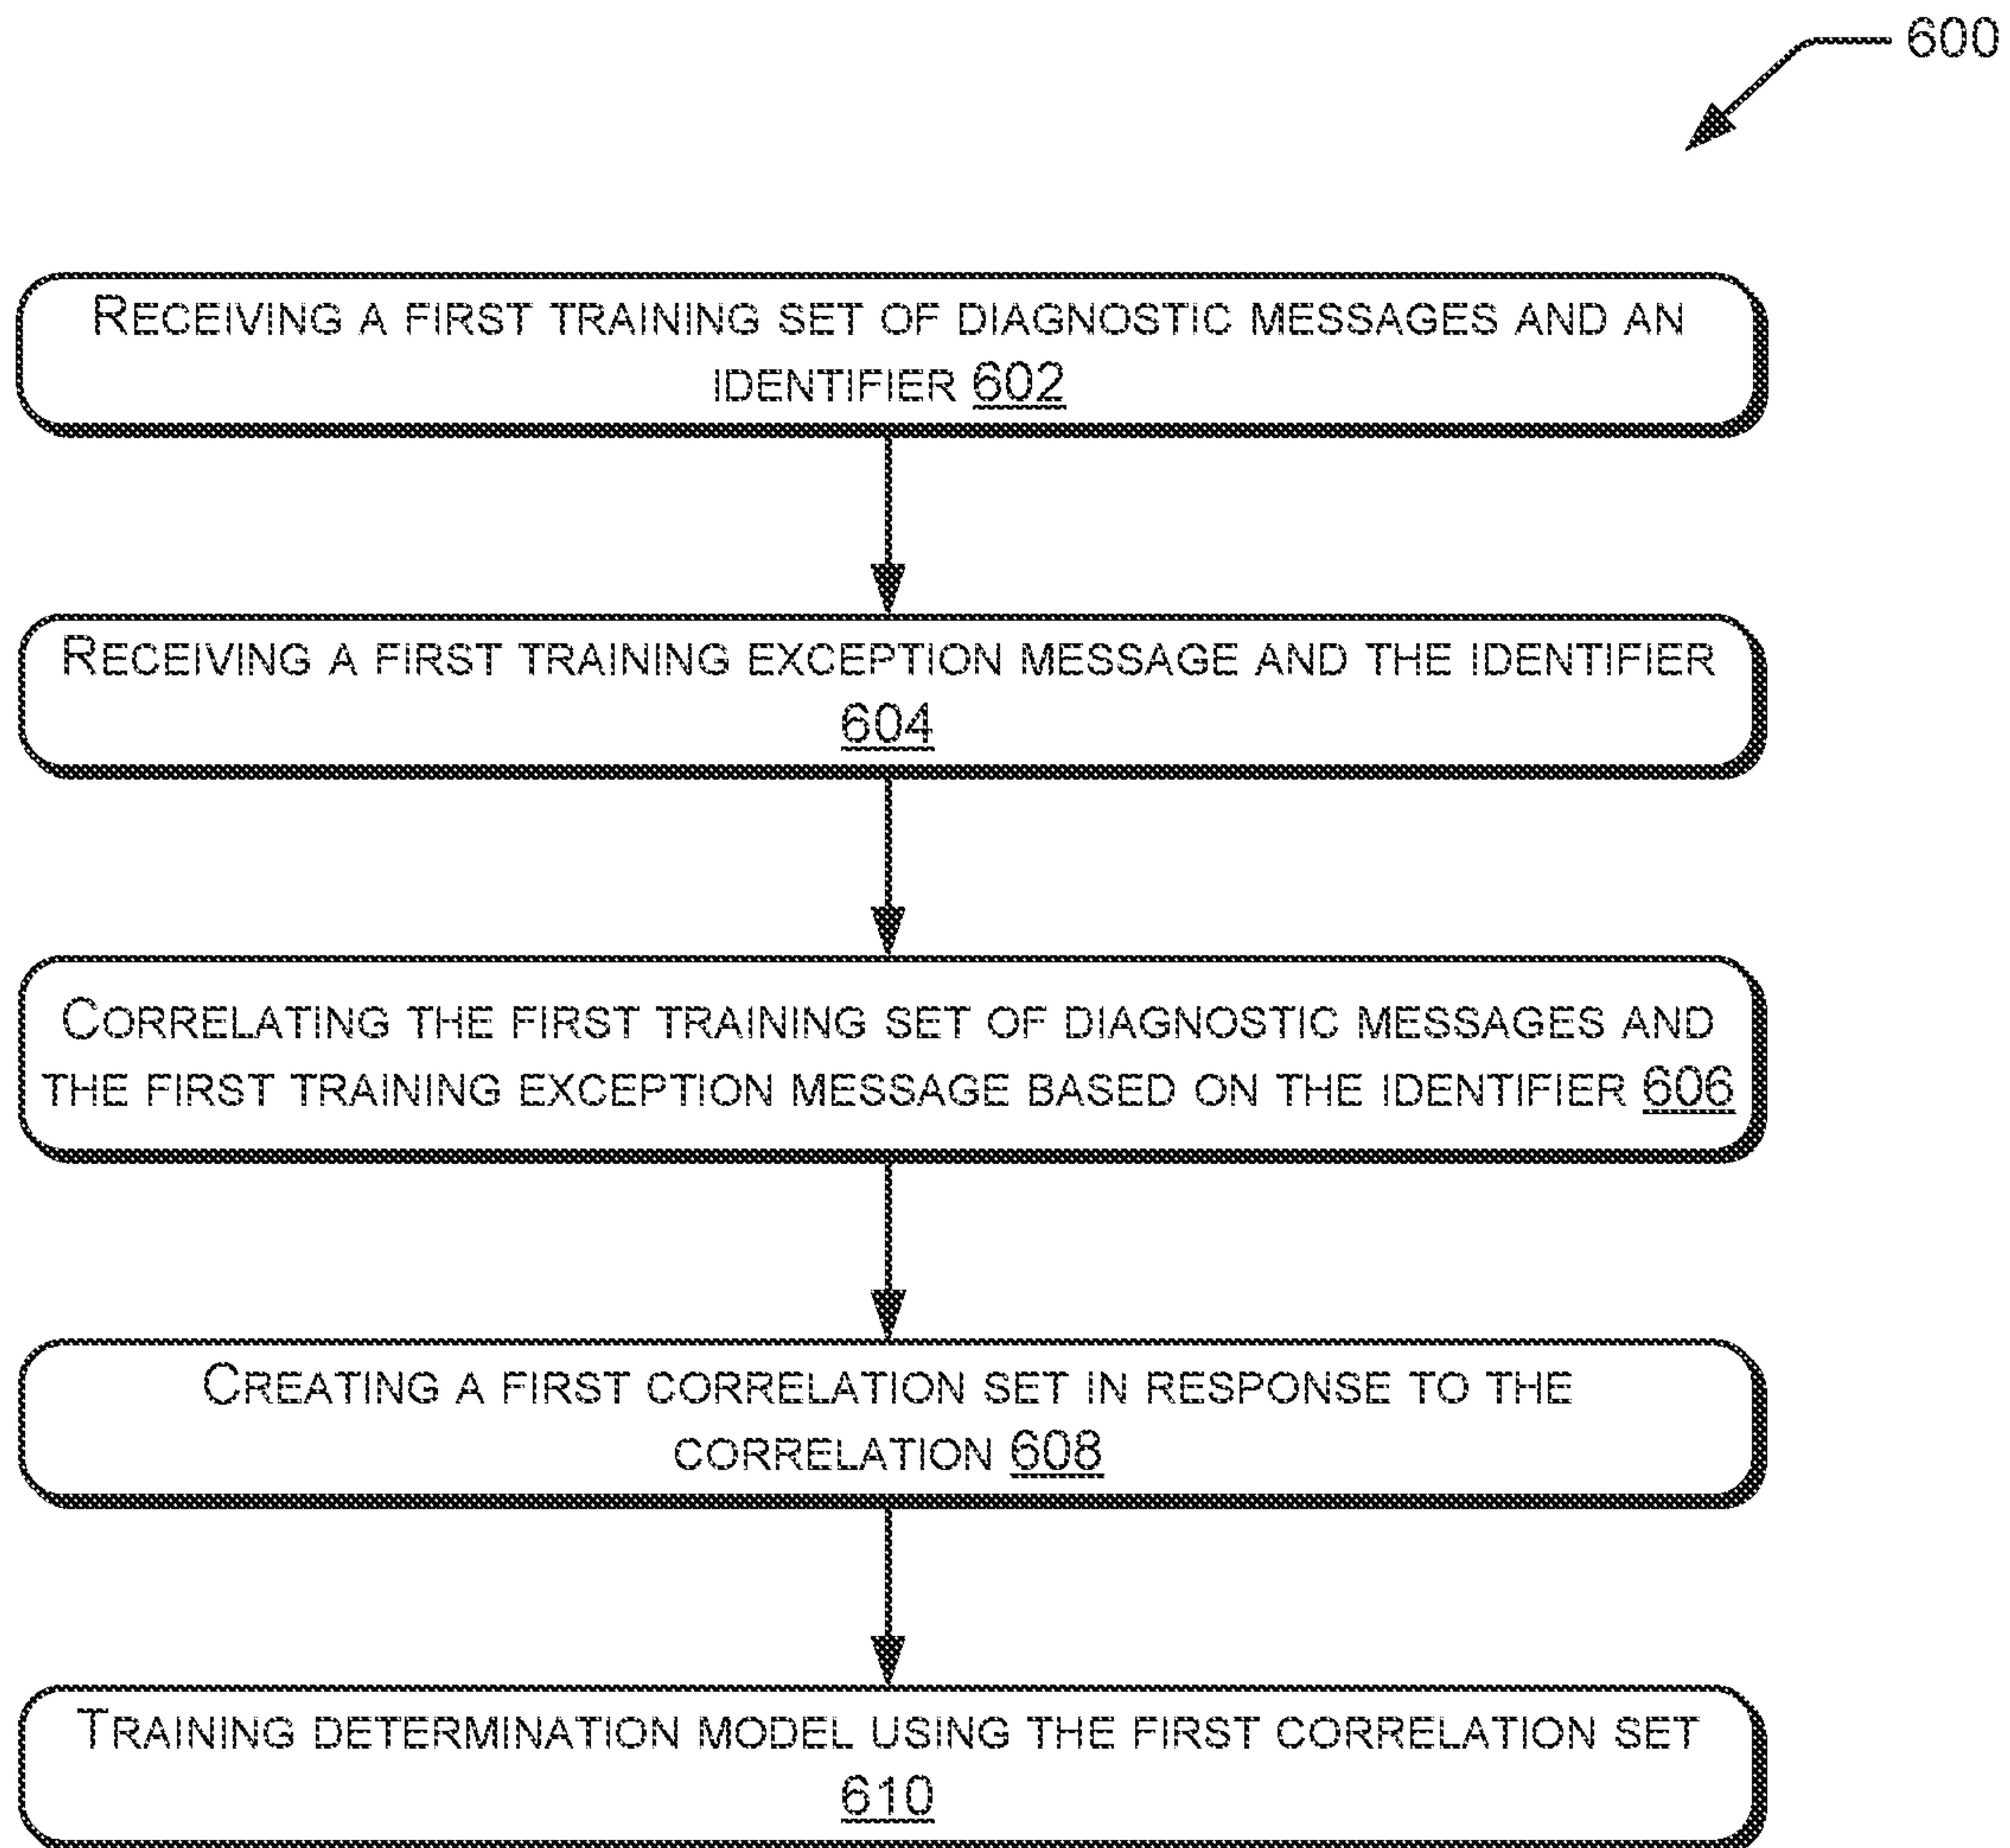 600
RECEIVING A FIRST TRAINING SET OF DIAGNOSTIC MESSAGES AND AN
IDENTIFIER 602
RECEIVING A FIRST TRAINING EXCEPTION MESSAGE AND THE IDENTIFIER
604
CORRELATING THE FIRST TRAINING SET OF DIAGNOSTIC MESSAGES AND
THE FIRST TRAINING EXCEPTION MESSAGE BASED ON THE IDENTIFIER 606
CREATING A FIRST CORRELATION SET IN RESPONSE TO THE
CORRELATION 608
TRAINING DETERMINATION MODEL USING THE FIRST CORRELATION SET
610